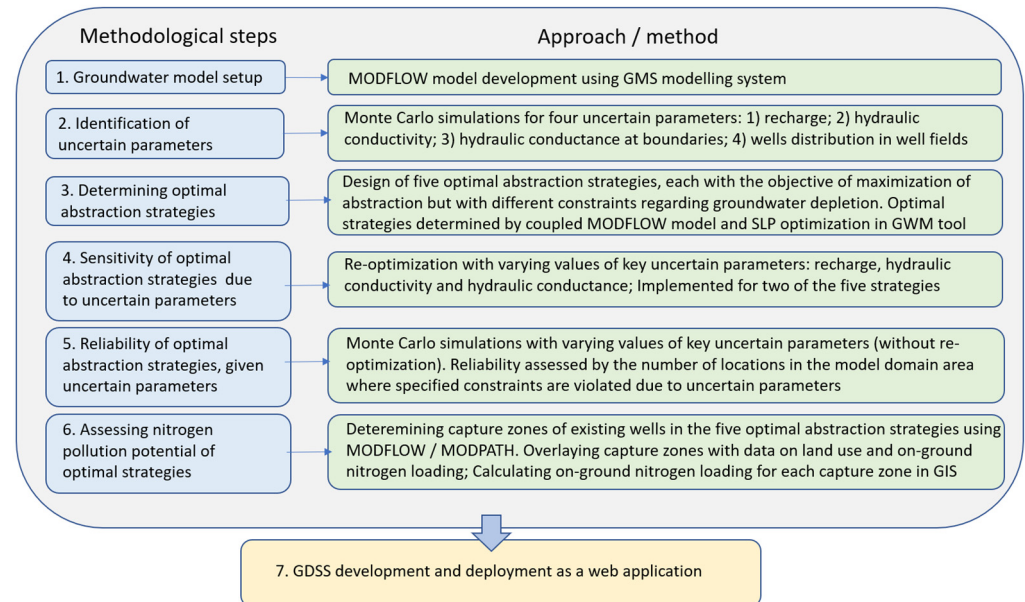 Methodological steps
Approach / method
1. Groundwater model setup
MODFLOW model development using GMS modelling system
2. Identification of
uncertain parameters
Monte Carlo simulations for four uncertain parameters: 1) recharge; 2) hydraulic
conductivity; 3) hydraulic conductance at boundaries; 4) wells distribution in well fields
3. Determining optimal
abstraction strategies
Design of five optimal abstraction strategies, each with the objective of maximization of
abstraction but with different constraints regarding groundwater depletion. Optimal
strategies determined by coupled MODFLOW model and SLP optimization in GWM tool
4. Sensitivity of optimal
abstraction strategies due
to uncertain parameters
Re-optimization with varying values of key uncertain parameters: recharge, hydraulic
conductivity and hydraulic conductance; Implemented for two of the five strategies
5. Reliability of optimal
abstraction strategies, given
uncertain parameters
Monte Carlo simulations with varying values of key uncertain parameters (without re-
optimization). Reliability assessed by the number of locations in the model domain area
where specified constraints are violated due to uncertain parameters
6. Assessing nitrogen
pollution potential of
optimal strategies
Deteremining capture zones of existing wells in the five optimal abstraction strategies using
MODFLOW / MODPATH. Overlaying capture zones with data on land use and on-ground
nitrogen loading; Calculating on-ground nitrogen loading for each capture zone in GIS
7. GDSS development and deployment as a web application